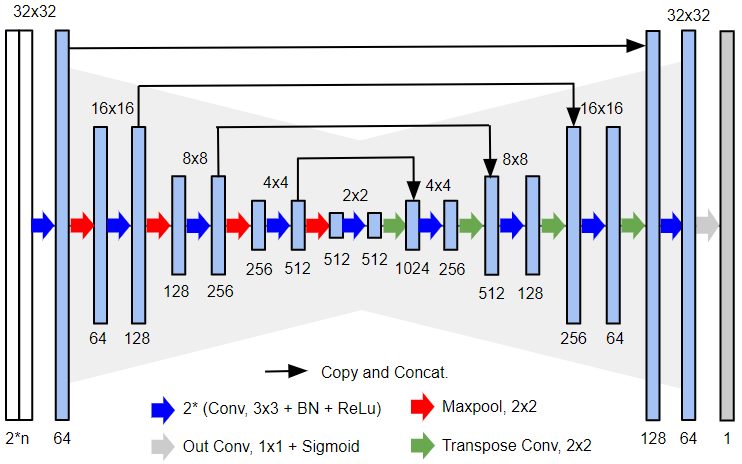 32x32
32x32
16x16
16x16
8x8
8x8
4x4
2x2
4x4
256
512
512
512
1024
256
128
256
512
128
64
128
256
64
Copy and Concat.
2* (Conv, 3x3 + BN + ReLu)
Maxpool, 2x2
2*n
64
Out Conv, 1x1 + Sigmoid
Transpose Conv, 2x2
128
64
1